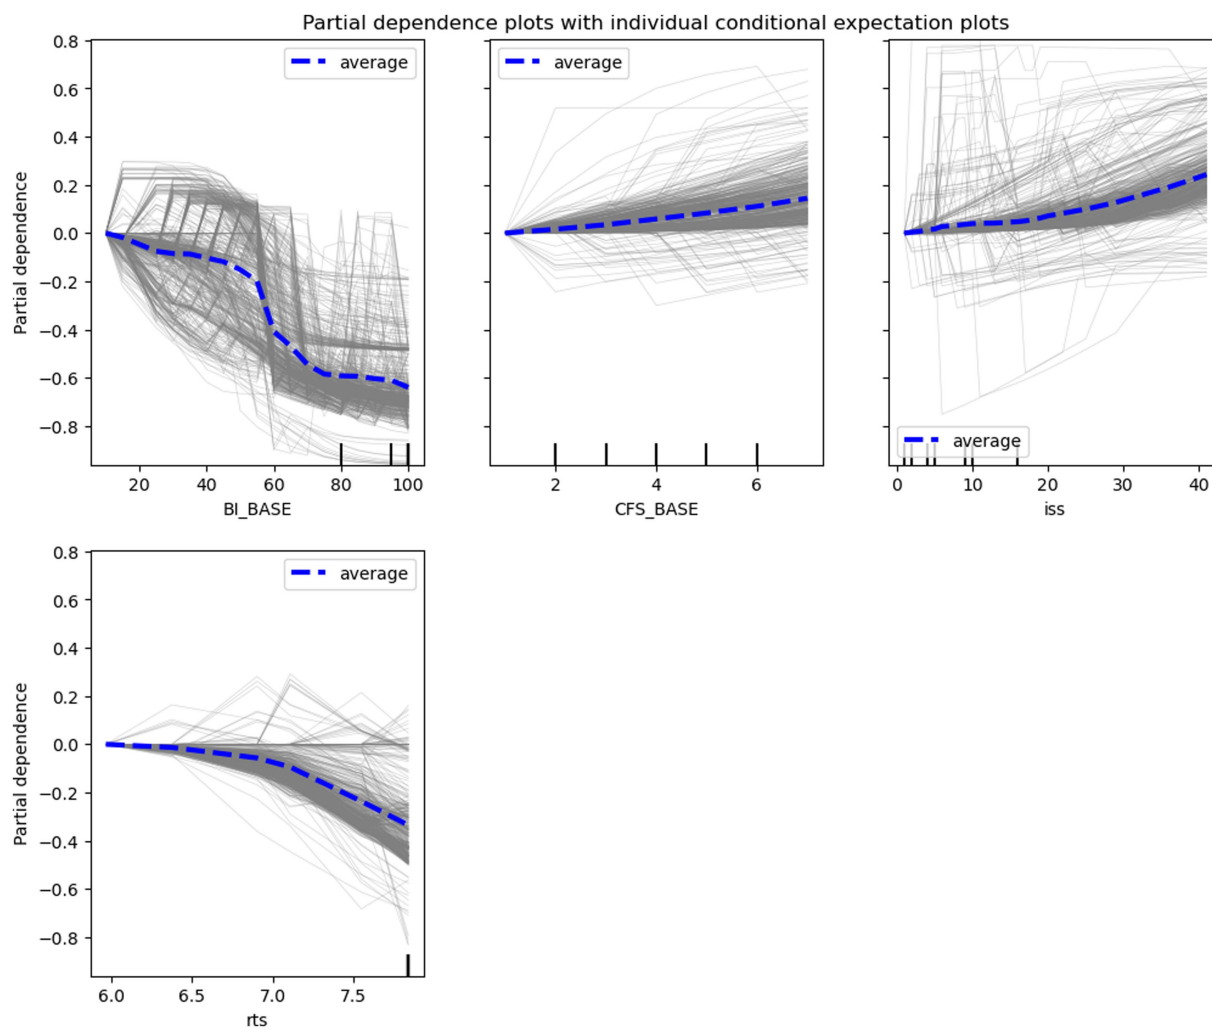 Partial dependence plots with individual conditional expectation plots
0.8
0.6
0.4
0.2
0.0
−0.2
−0.4
−0.6
−0.8
Partial dependence
average
20 40 60 80 100
BI_BASE
average
2 4 6
CFS_BASE
average
0 10 20 30 40
iss
0.8
0.6
0.4
0.2
0.0
−0.2
−0.4
−0.6
−0.8
Partial dependence
average
6.0 6.5 7.0 7.5
rts